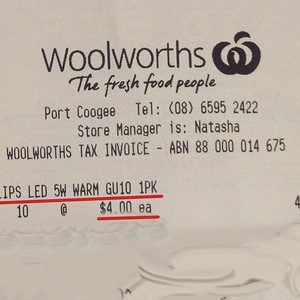 Woolworths
The fresh food people
Port Coogee Tel: (08) 6595 2422
Store Manager is: Natasha
WOOLWORTHS TAX INVOICE - ABN 88 000 014 675
LIPS LED 5W WARM GU10 1PK
10 @ $4.00 ea 4